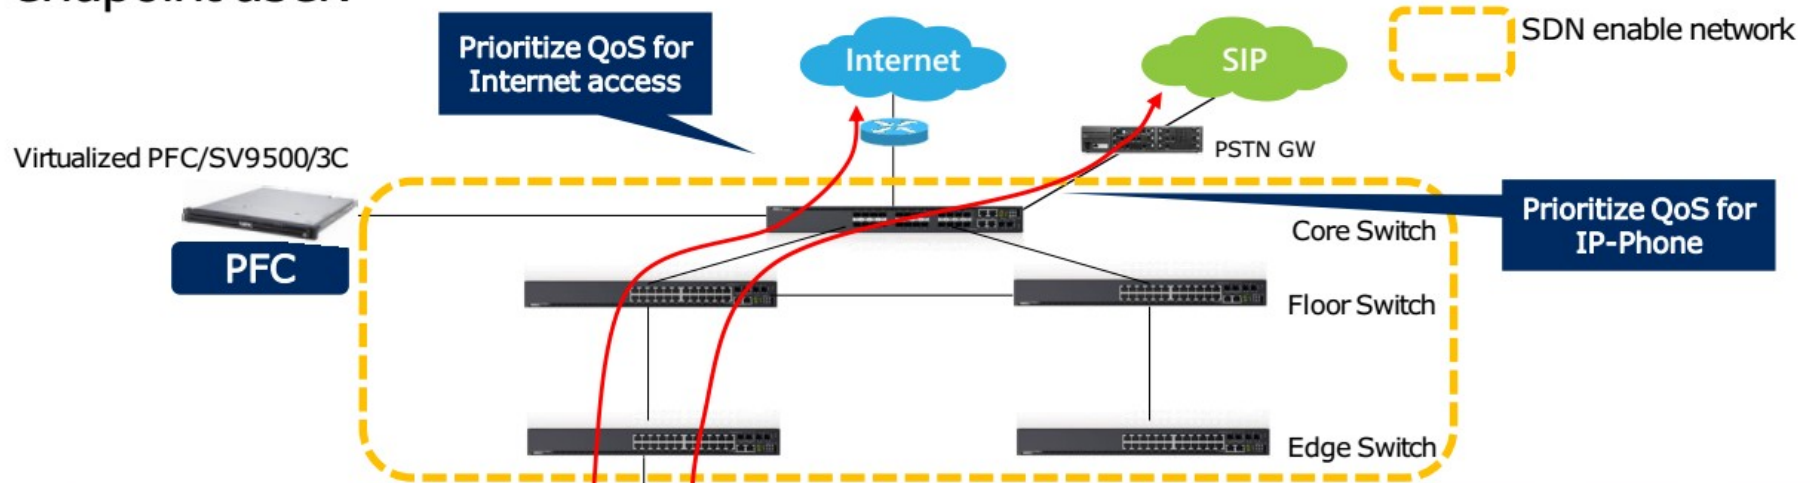 SDN enable network
Prioritize QoS for
Internet access
Internet
SIP
Virtualized PFC/SV9500/3C
PSTN GW
PFC
Core Switch
Prioritize QoS for
IP-Phone
Floor Switch
Edge Switch